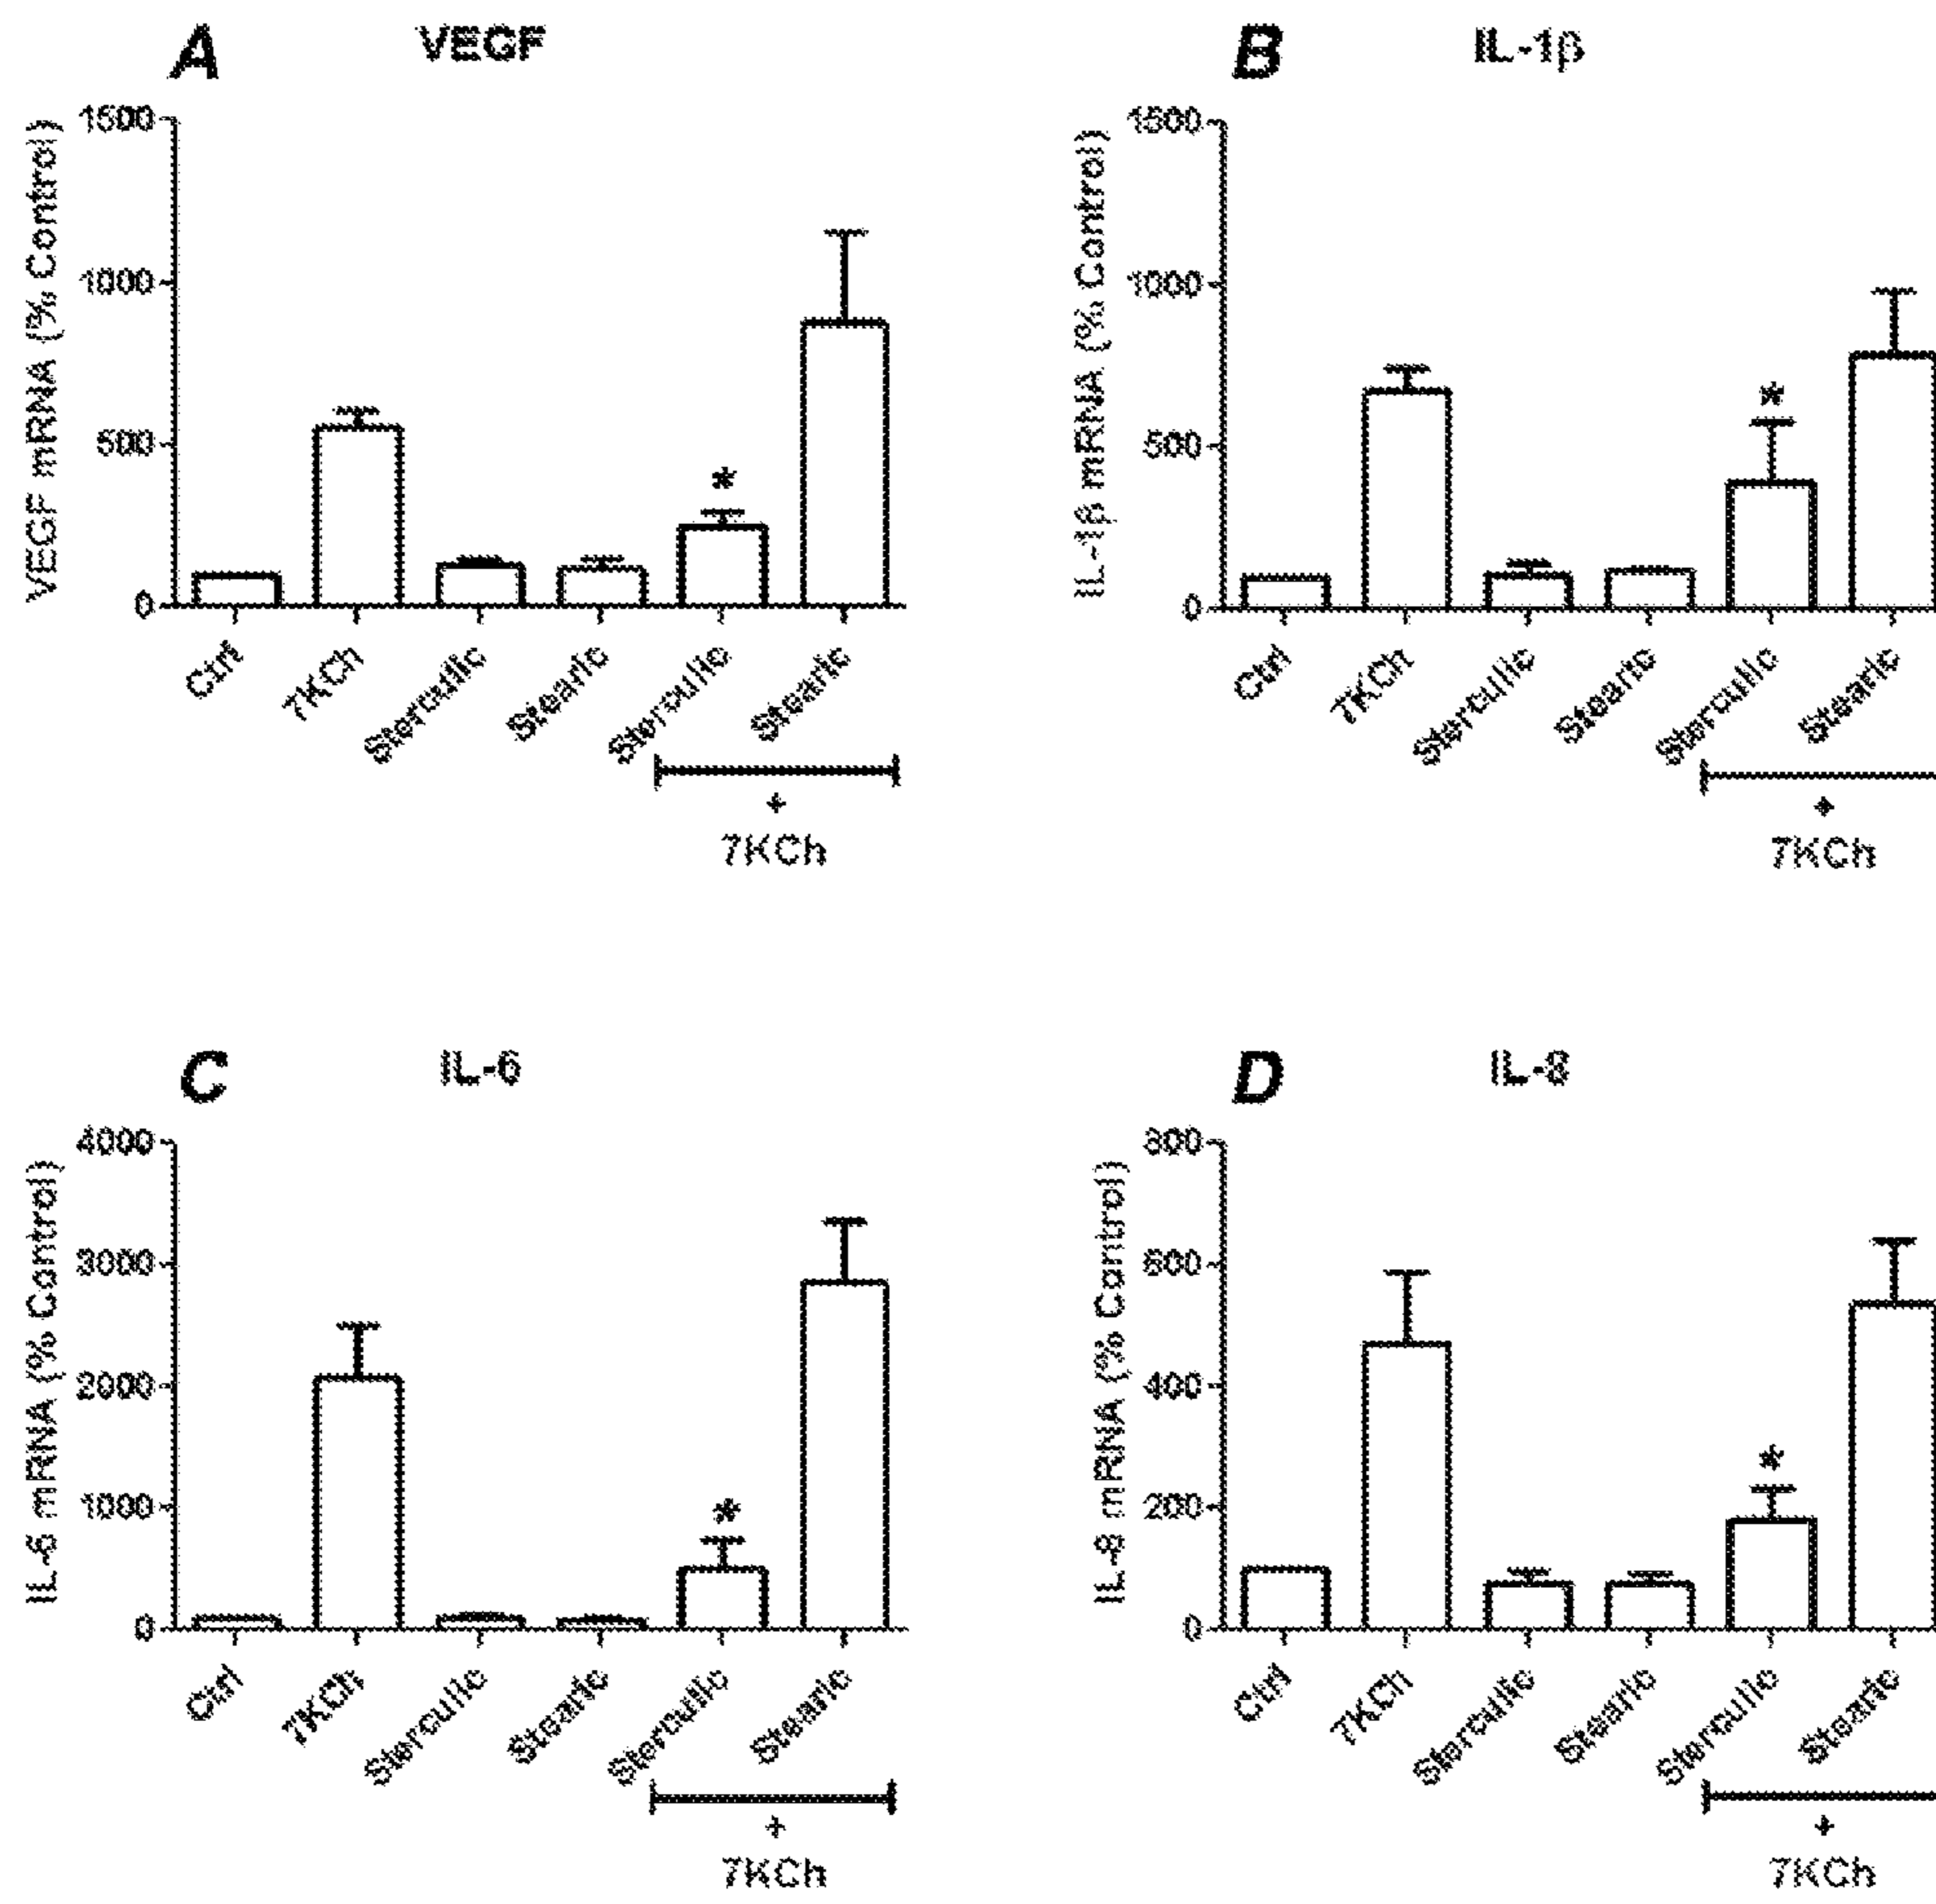 A VEGF
VEGF mRNA (% Control)
1500
1000
500
0
Ctrl
7KCh
Sterculic
Stearic
Sterculic
Stearic
+
7KCh
B IL-1β
IL-1β mRNA (% Control)
1500
1000
500
0
*
Ctrl
7KCh
Sterculic
Stearic
Sterculic
Stearic
+
7KCh
*
C IL-6
IL-6 mRNA (% Control)
4000
3000
2000
1000
0
*
Ctrl
7KCh
Sterculic
Stearic
Sterculic
Stearic
+
7KCh
D IL-8
IL-8 mRNA (% Control)
800
600
400
200
0
*
Ctrl
7KCh
Sterculic
Stearic
Sterculic
Stearic
+
7KCh